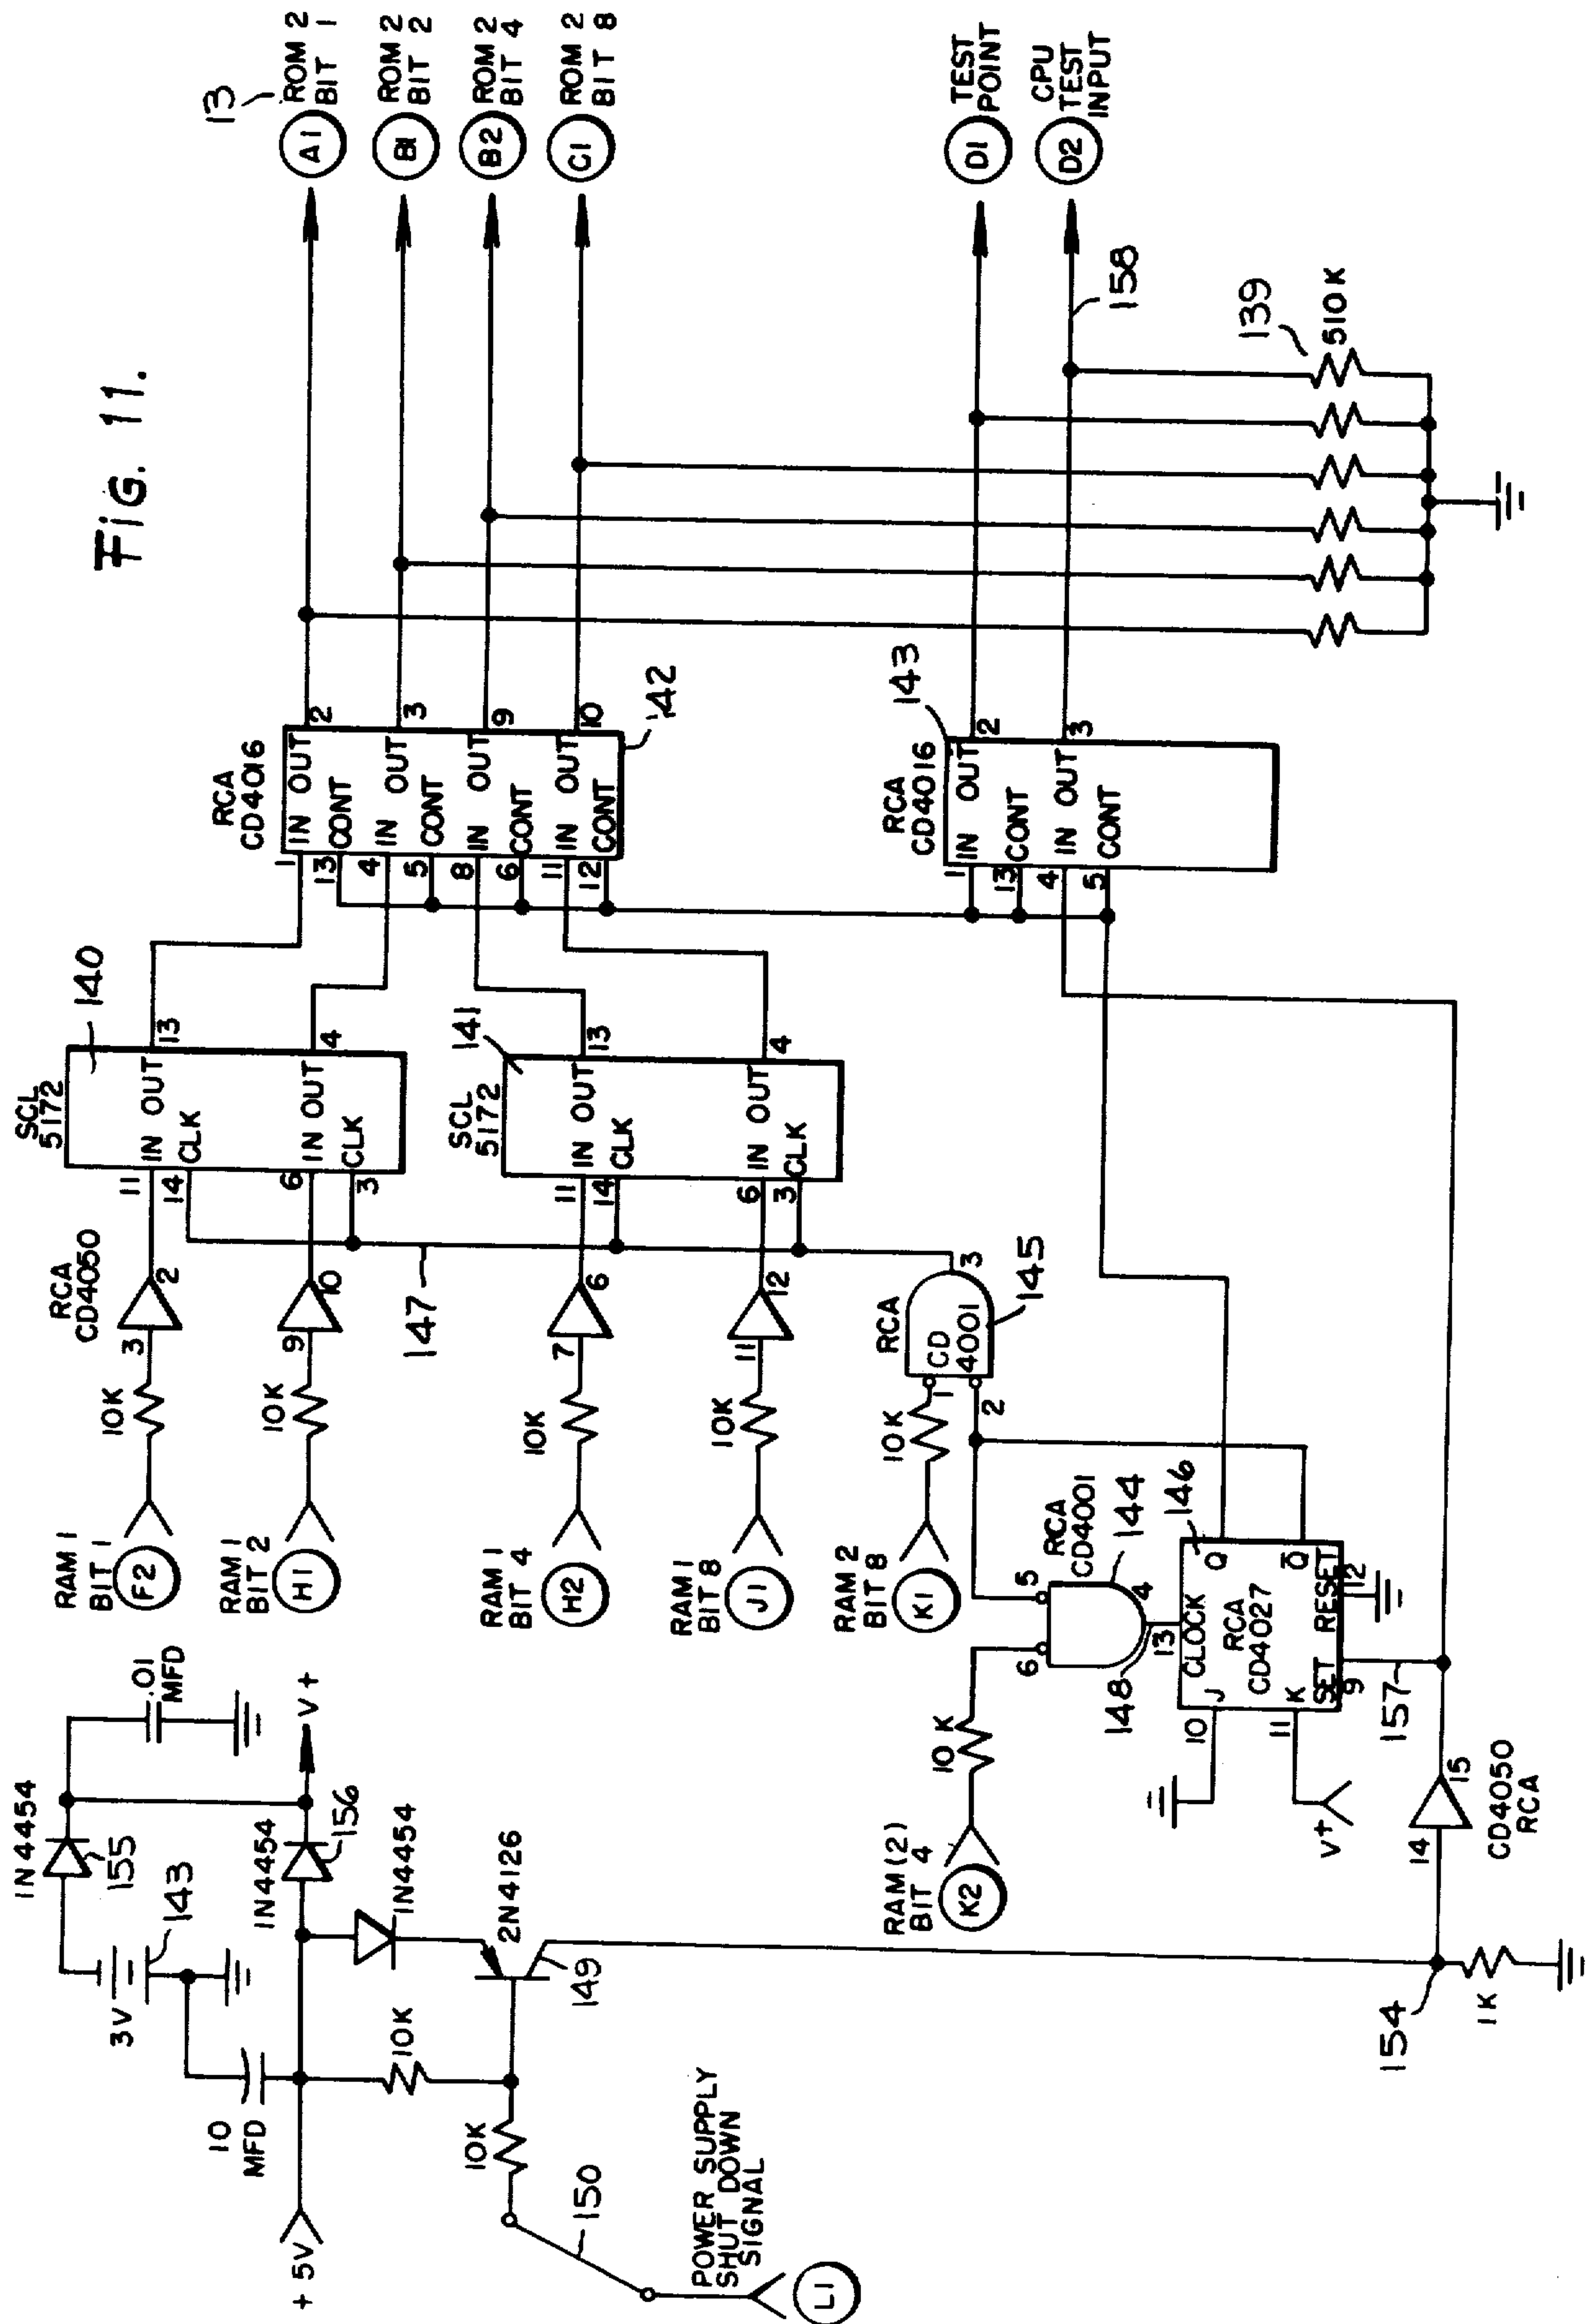 Fig. 11.
+ 5V
10
MFD
3V
143
1N4454
155
.01
MFD
1N4454
156
V+
10K
1N4454
2N4126
149
10K
150
POWER SUPPLY
SHUT DOWN
SIGNAL
L1
154
1K
14
15
CD4050
RCA
157
RAM 1
BIT 1
F2
10K
3
RCA
CD4050
2
RAM 1
BIT 2
H1
10K
9
10
RAM 1
BIT 4
H2
10K
7
6
RAM 1
BIT 8
J1
10K
11
12
147
RAM 2
BIT 8
K1
10K
1
2
RCA
CD
4001
3
145
RAM (2)
BIT 4
K2
10K
6
5
RCA
CD4001
144
4
148
13
10
J
CLOCK
Q
146
RCA
CD4027
11
K
Q
SET
RESET
9
12
V+
SCL
5172
140
11
IN OUT
13
14
CLK
6
IN OUT
4
3
CLK
SCL
5172
141
11
IN OUT
13
14
CLK
6
IN OUT
4
3
CLK
RCA
CD4016
1
IN OUT
2
13
CONT
4
IN OUT
3
5
CONT
8
IN OUT
9
6
CONT
11
IN OUT
10
12
CONT
142
RCA
CD4016
143
1
IN OUT
2
13
CONT
4
IN OUT
3
5
CONT
13
A1
ROM 2
BIT 1
B1
ROM 2
BIT 2
B2
ROM 2
BIT 4
C1
ROM 2
BIT 8
D1
TEST
POINT
D2
CPU
TEST
INPUT
158
139
510K